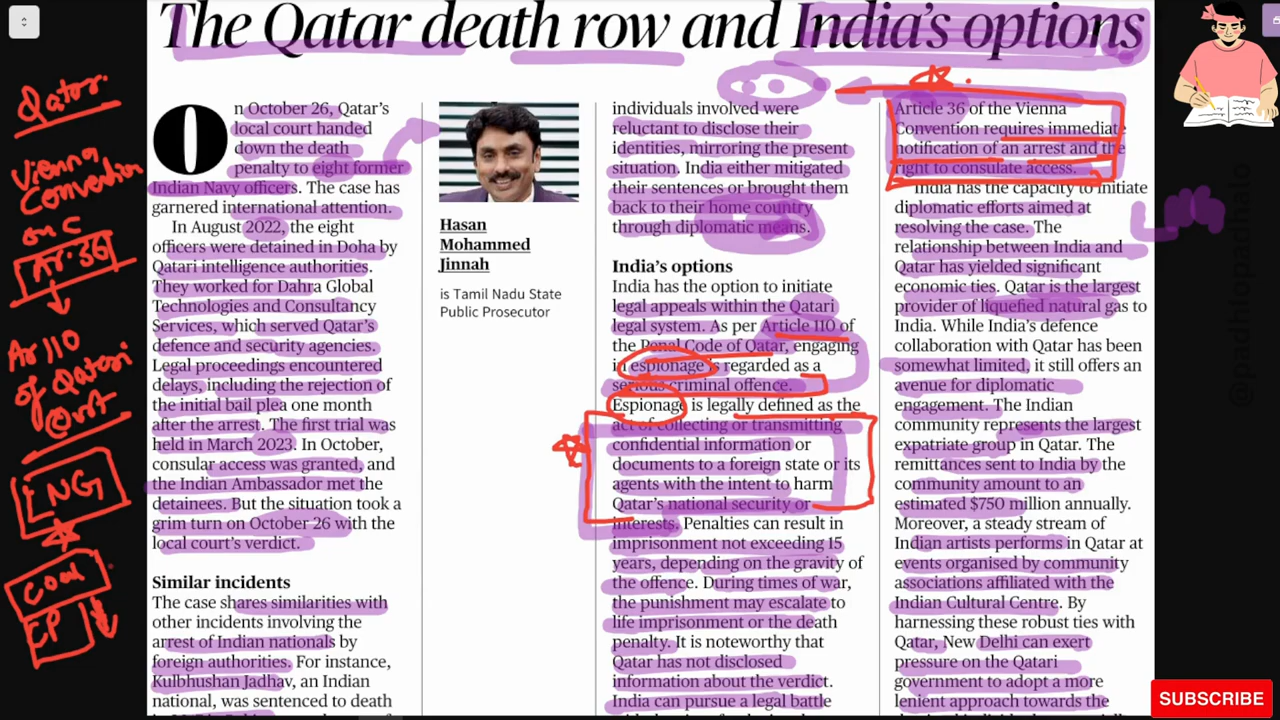 The Qatar death row and India's options
On October 26, Qatar's
local court handed
down the death
penalty to eight former
Indian Navy officers. The case has
garnered international attention.
In August 2022, the eight
officers were detained in Doha by
Qatari intelligence authorities.
They worked for Dahra Global
Technologies and Consultancy
Services, which served Qatar's
defence and security agencies.
Legal proceedings encountered
delays, including the rejection of
the initial bail plea one month
after the arrest. The first trial was
held in March 2023. In October,
consular access was granted, and
the Indian Ambassador met the
detainees. But the situation took a
grim turn on October 26 with the
local court's verdict.
Similar incidents
The case shares similarities with
other incidents involving the
arrest of Indian nationals by
foreign authorities. For instance,
Kulbhushan Jadhav, an Indian
national, was sentenced to death
Hasan
Mohammed
Jinnah
is Tamil Nadu State
Public Prosecutor
individuals involved were
reluctant to disclose their
identities, mirroring the present
situation. India either mitigated
their sentences or brought them
back to their home country
through diplomatic means.
India's options
India has the option to initiate
legal appeals within the Qatari
legal system. As per Article 110 of
the Penal Code of Qatar, engaging
in espionage is regarded as a
serious criminal offence.
Espionage is legally defined as the
act of collecting or transmitting
confidential information or
documents to a foreign state or its
agents with the intent to harm
Qatar's national security or
interests. Penalties can result in
imprisonment not exceeding 15
years, depending on the gravity of
the offence. During times of war,
the punishment may escalate to
life imprisonment or the death
penalty. It is noteworthy that
Qatar has not disclosed
information about the verdict.
India can pursue a legal battle
Article 36 of the Vienna
Convention requires immediate
notification of an arrest and the
right to consulate access.
India has the capacity to initiate
diplomatic efforts aimed at
resolving the case. The
relationship between India and
Qatar has yielded significant
economic ties. Qatar is the largest
provider of liquefied natural gas to
India. While India's defence
collaboration with Qatar has been
somewhat limited, it still offers an
avenue for diplomatic
engagement. The Indian
community represents the largest
expatriate group in Qatar. The
remittances sent to India by the
community amount to an
estimated $750 million annually.
Moreover, a steady stream of
Indian artists performs in Qatar at
events organised by community
associations affiliated with the
Indian Cultural Centre. By
harnessing these robust ties with
Qatar, New Delhi can exert
pressure on the Qatari
government to adopt a more
lenient approach towards the
Qator.
Vienna
Convention
on C
Ar. 36
Ar 110
of Qatari
Court
NG
Coal
CP
@padhlopadhalo
SUBSCRIBE